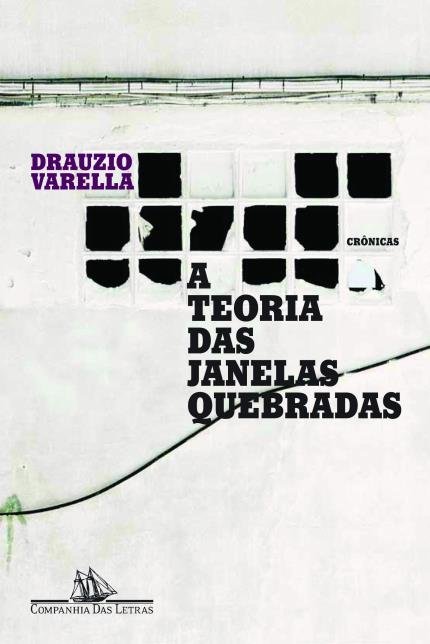 DRAUZIO
VARELLA
CRÔNICAS
A
TEORIA
DAS
JANELAS
QUEBRADAS
COMPANHIA DAS LETRAS